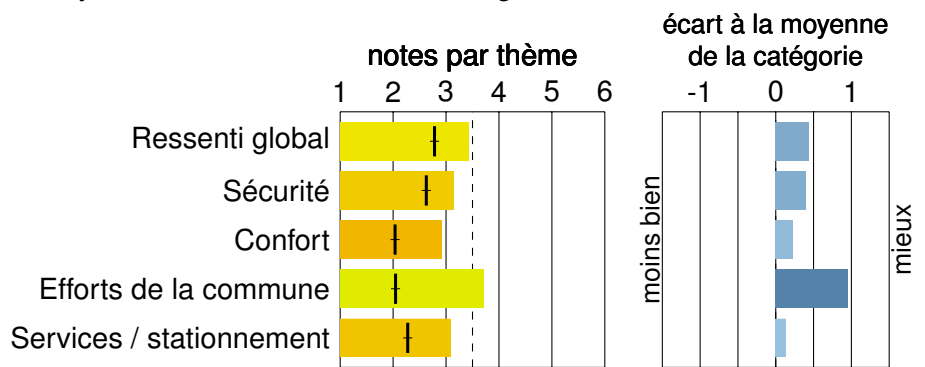 écart à la moyenne
de la catégorie
notes par thème
1 2 3 4 5 6
-1 0 1
Ressenti global
Sécurité
Confort
Efforts de la commune
Services / stationnement
moins bien
mieux